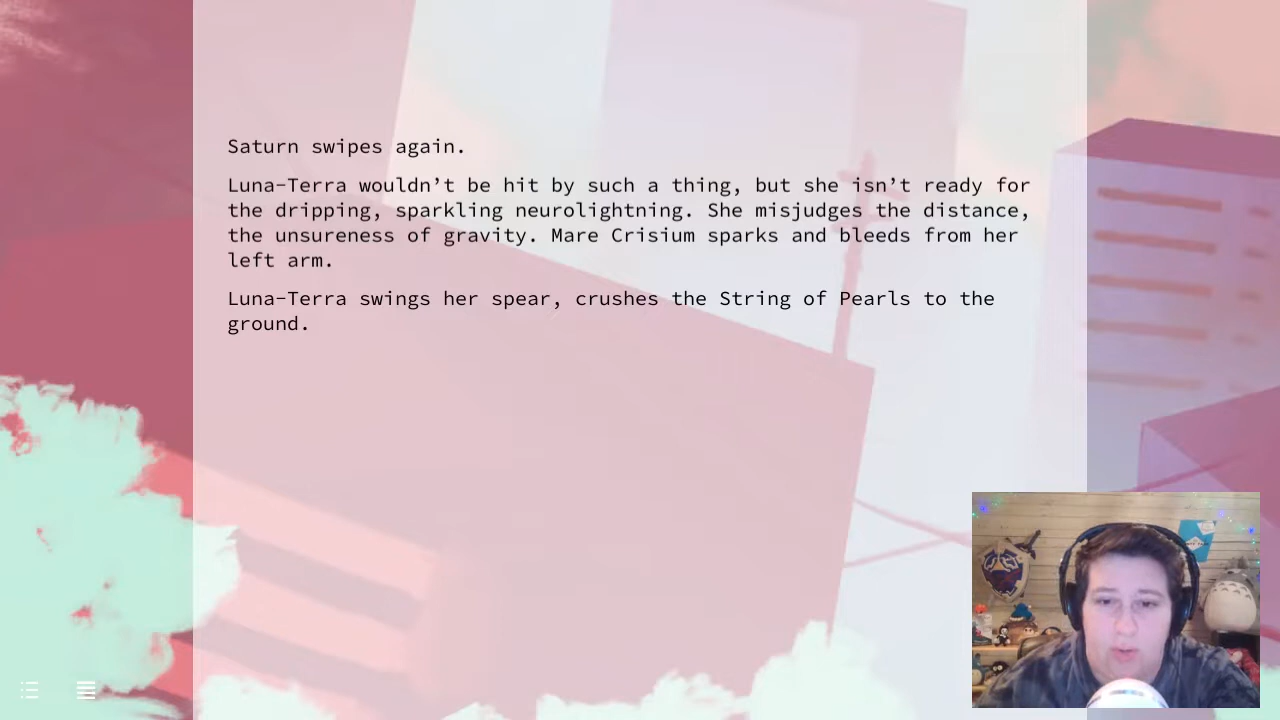 Saturn swipes again.
Luna-Terra wouldn’t be hit by such a thing, but she isn’t ready for
the dripping, sparkling neurolightning. She misjudges the distance,
the unsureness of gravity. Mare Crisium sparks and bleeds from her
left arm.
Luna-Terra swings her spear, crushes the String of Pearls to the
ground.